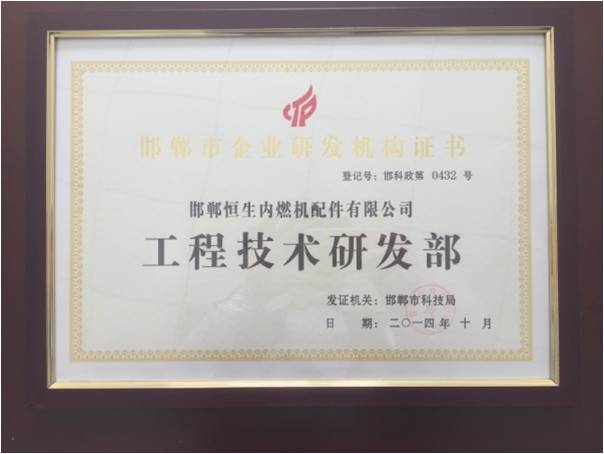 邯郸市企业研发机构证书
登记号：邯科政第 0432 号
邯郸恒生内燃机配件有限公司
工程技术研发部
发证机关：邯郸市科技局
日 期：二〇一四年 十 月